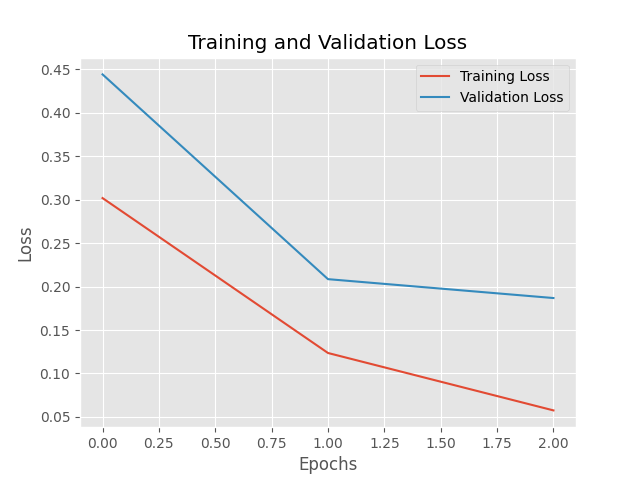 Training and Validation Loss
Training Loss
Validation Loss
0.45
0.40
0.35
0.30
0.25
0.20
0.15
0.10
0.05
Loss
0.00 0.25 0.50 0.75 1.00 1.25 1.50 1.75 2.00
Epochs